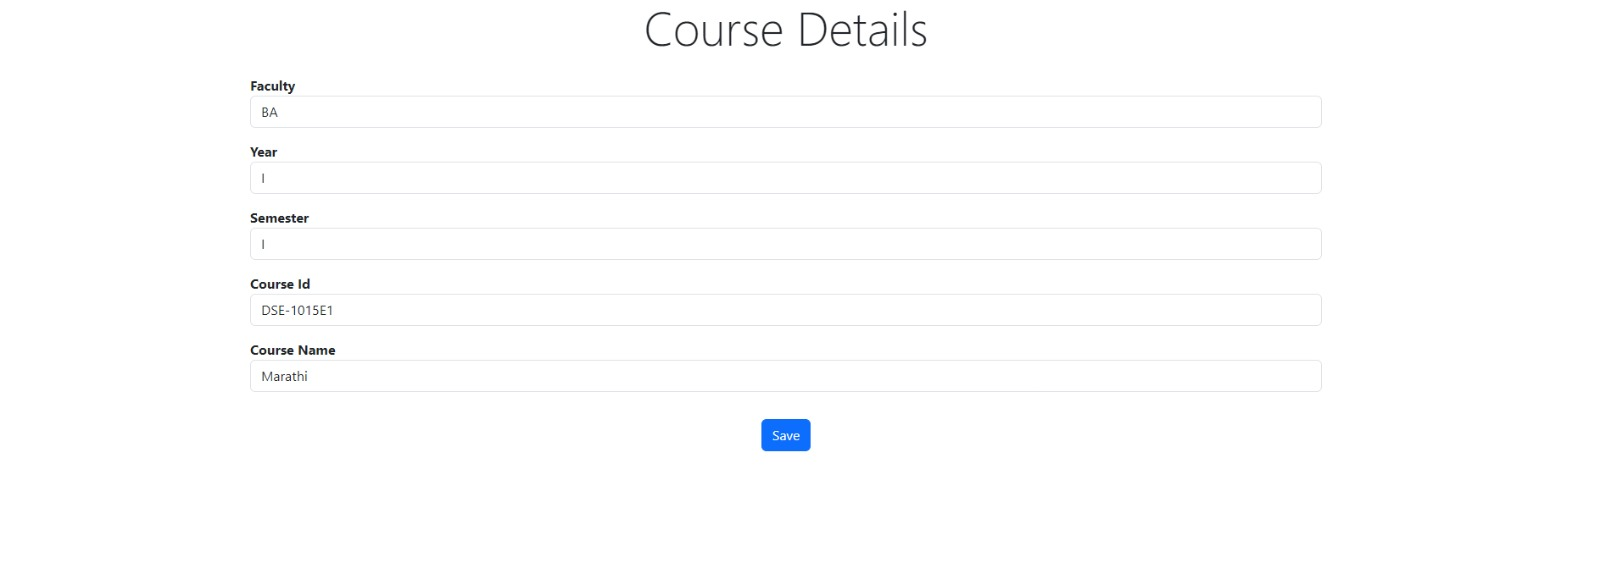 Course Details
Faculty
BA
Year
I
Semester
I
Course Id
DSE-1015E1
Course Name
Marathi
Save